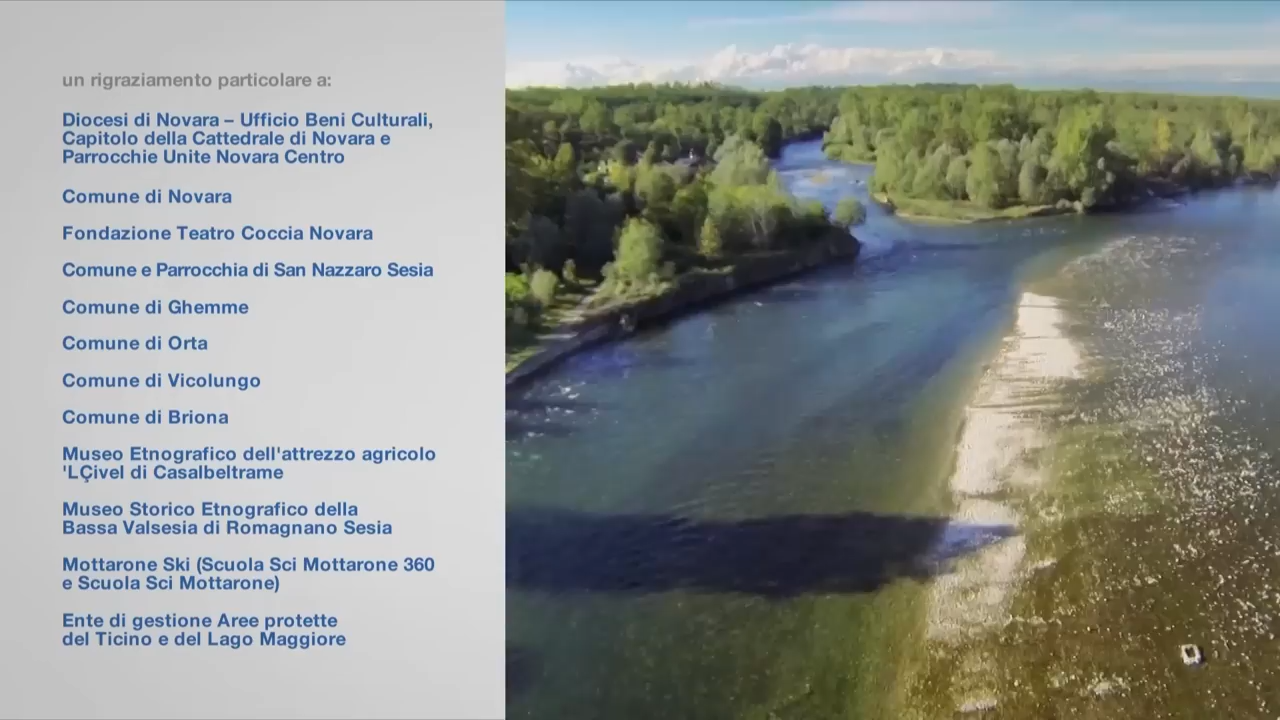 un rigraziamento particolare a:
Diocesi di Novara – Ufficio Beni Culturali,
Capitolo della Cattedrale di Novara e
Parrocchie Unite Novara Centro
Comune di Novara
Fondazione Teatro Coccia Novara
Comune e Parrocchia di San Nazzaro Sesia
Comune di Ghemme
Comune di Orta
Comune di Vicolungo
Comune di Briona
Museo Etnografico dell'attrezzo agricolo
'LÇivel di Casalbeltrame
Museo Storico Etnografico della
Bassa Valsesia di Romagnano Sesia
Mottarone Ski (Scuola Sci Mottarone 360
e Scuola Sci Mottarone)
Ente di gestione Aree protette
del Ticino e del Lago Maggiore